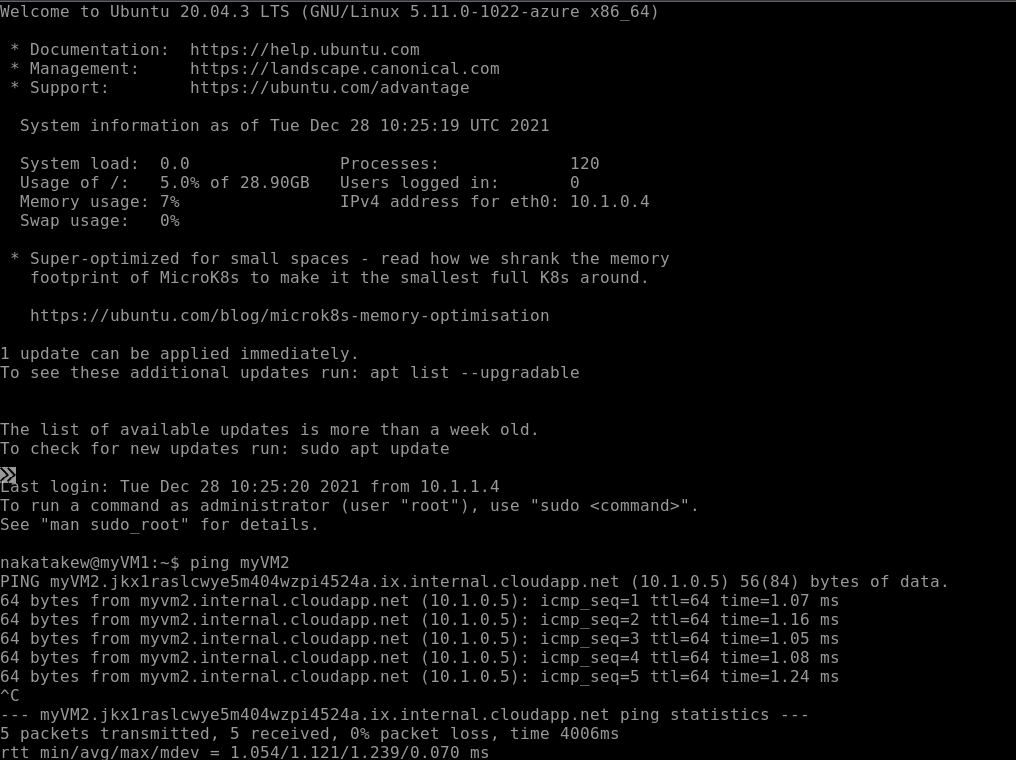 Welcome to Ubuntu 20.04.3 LTS (GNU/Linux 5.11.0-1022-azure x86_64)
* Documentation:  https://help.ubuntu.com
* Management:     https://landscape.canonical.com
* Support:        https://ubuntu.com/advantage
System information as of Tue Dec 28 10:25:19 UTC 2021
System load:  0.0               Processes:             120
Usage of /:   5.0% of 28.90GB   Users logged in:       0
Memory usage: 7%                IPv4 address for eth0: 10.1.0.4
Swap usage:   0%
* Super-optimized for small spaces - read how we shrank the memory
footprint of MicroK8s to make it the smallest full K8s around.
https://ubuntu.com/blog/microk8s-memory-optimisation
1 update can be applied immediately.
To see these additional updates run: apt list --upgradable
The list of available updates is more than a week old.
To check for new updates run: sudo apt update
Last login: Tue Dec 28 10:25:20 2021 from 10.1.1.4
To run a command as administrator (user "root"), use "sudo <command>".
See "man sudo_root" for details.
nakatakew@myVM1:~$ ping myVM2
PING myVM2.jkx1raslcwye5m404wzpi4524a.ix.internal.cloudapp.net (10.1.0.5) 56(84) bytes of data.
64 bytes from myvm2.internal.cloudapp.net (10.1.0.5): icmp_seq=1 ttl=64 time=1.07 ms
64 bytes from myvm2.internal.cloudapp.net (10.1.0.5): icmp_seq=2 ttl=64 time=1.16 ms
64 bytes from myvm2.internal.cloudapp.net (10.1.0.5): icmp_seq=3 ttl=64 time=1.05 ms
64 bytes from myvm2.internal.cloudapp.net (10.1.0.5): icmp_seq=4 ttl=64 time=1.08 ms
64 bytes from myvm2.internal.cloudapp.net (10.1.0.5): icmp_seq=5 ttl=64 time=1.24 ms
^C
--- myVM2.jkx1raslcwye5m404wzpi4524a.ix.internal.cloudapp.net ping statistics ---
5 packets transmitted, 5 received, 0% packet loss, time 4006ms
rtt min/avg/max/mdev = 1.054/1.121/1.239/0.070 ms